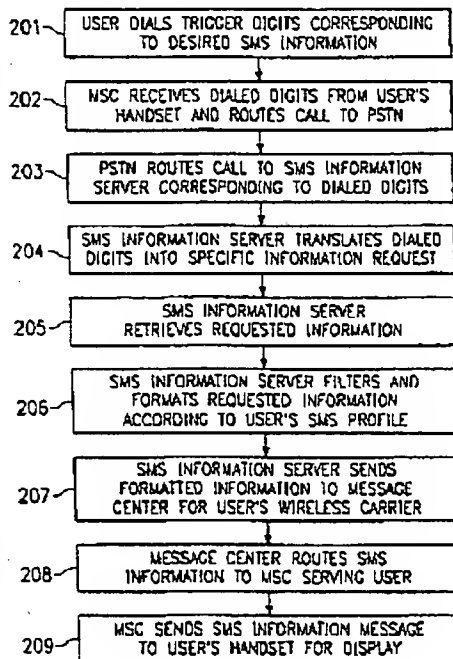 201
USER DIALS TRIGGER DIGITS CORRESPONDING
TO DESIRED SMS INFORMATION
202
MSC RECEIVES DIALED DIGITS FROM USER'S
HANDSET AND ROUTES CALL TO PSTN
203
PSTN ROUTES CALL TO SMS INFORMATION
SERVER CORRESPONDING TO DIALED DIGITS
204
SMS INFORMATION SERVER TRANSLATES DIALED
DIGITS INTO SPECIFIC INFORMATION REQUEST
205
SMS INFORMATION SERVER
RETRIEVES REQUESTED INFORMATION
206
SMS INFORMATION SERVER FILTERS AND
FORMATS REQUESTED INFORMATION
ACCORDING TO USER'S SMS PROFILE
207
SMS INFORMATION SERVER SENDS
FORMATTED INFORMATION TO MESSAGE
CENTER FOR USER'S WIRELESS CARRIER
208
MESSAGE CENTER ROUTES SMS
INFORMATION TO MSC SERVING USER
209
MSC SENDS SMS INFORMATION MESSAGE
TO USER'S HANDSET FOR DISPLAY